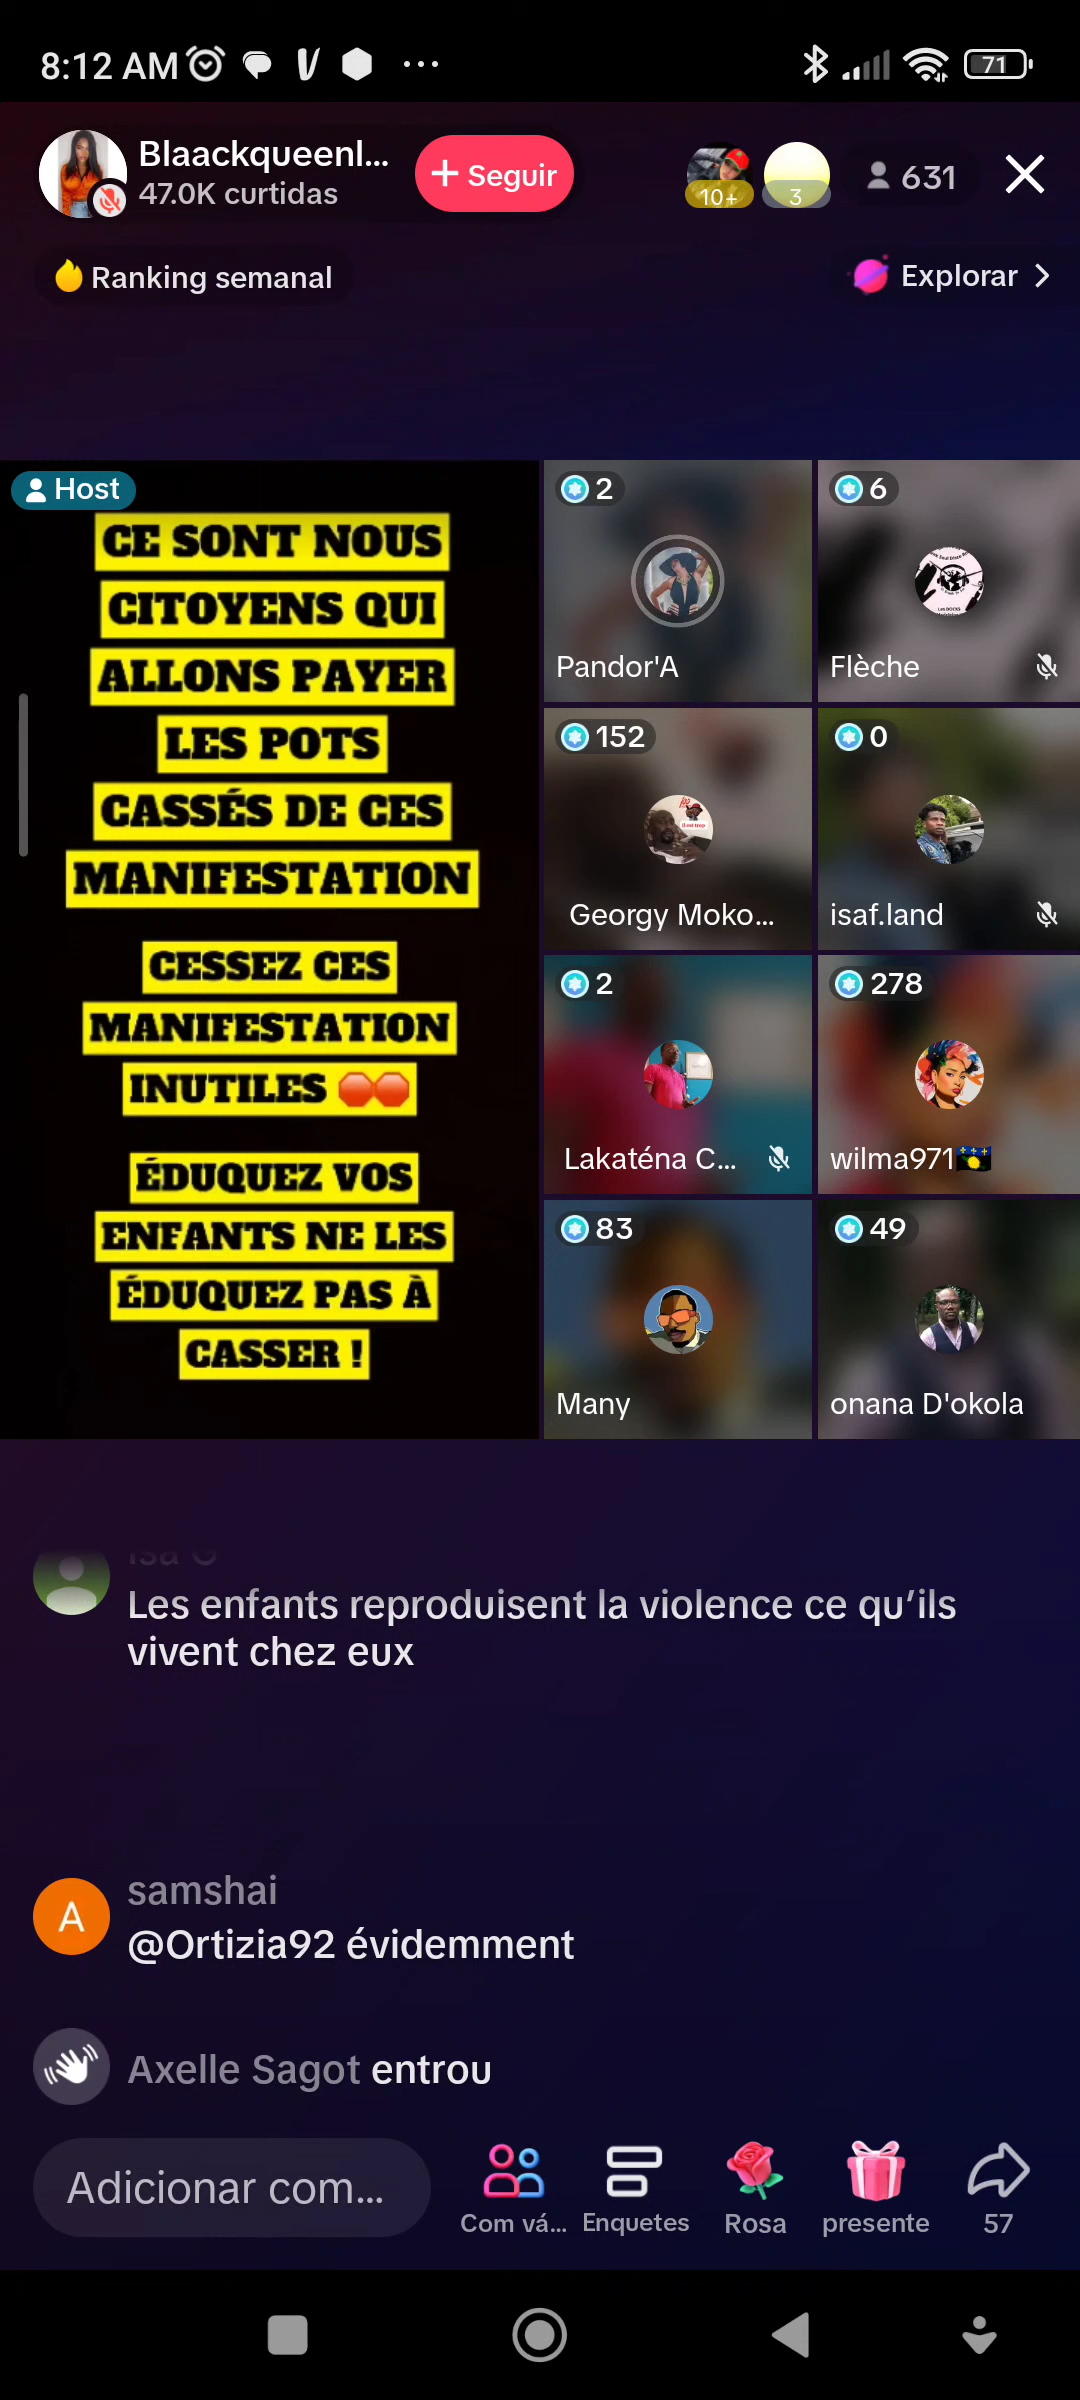 8:12 AM
71
Blaackqueenl...
47.0K curtidas
+ Seguir
10+
3
631
Ranking semanal
Explorar
Host
CE SONT NOUS
CITOYENS QUI
ALLONS PAYER
LES POTS
CASSÉS DE CES
MANIFESTATION
CESSEZ CES
MANIFESTATION
INUTILES 🛑🛑
ÉDUQUEZ VOS
ENFANTS NE LES
ÉDUQUEZ PAS À
CASSER !
2
Pandor'A
6
Flèche
152
Georgy Moko...
0
isaf.land
2
Lakaténa C...
278
wilma971
83
Many
49
onana D'okola
Isa G
Les enfants reproduisent la violence ce qu'ils
vivent chez eux
A
samshai
@Ortizia92 évidemment
Axelle Sagot entrou
Adicionar com...
Com vá...
Enquetes
Rosa
presente
57